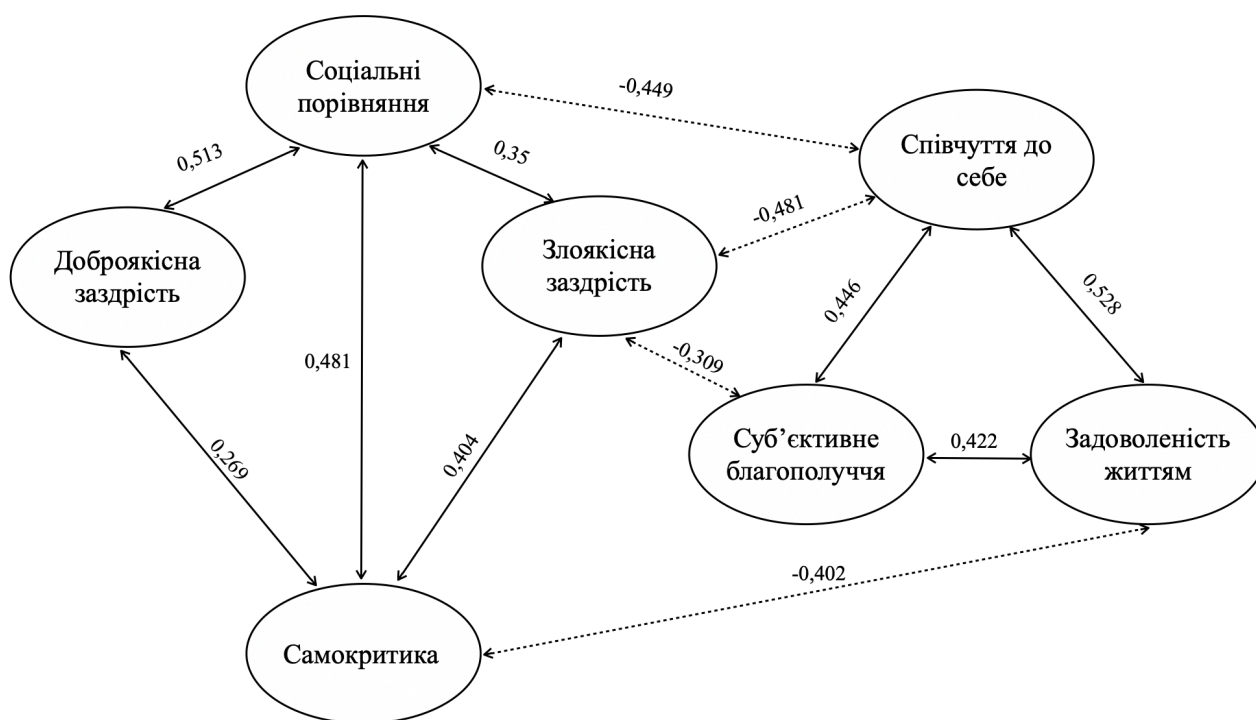 Соціальні
порівняння
-0,449
Співчуття до
себе
0,513
0,35
-0,481
Доброякісна
заздрість
Злоякісна
заздрість
0,446
0,528
0,481
-0,309
0,269
0,404
Суб’єктивне
благополуччя
0,422
Задоволеність
життям
-0,402
Самокритика